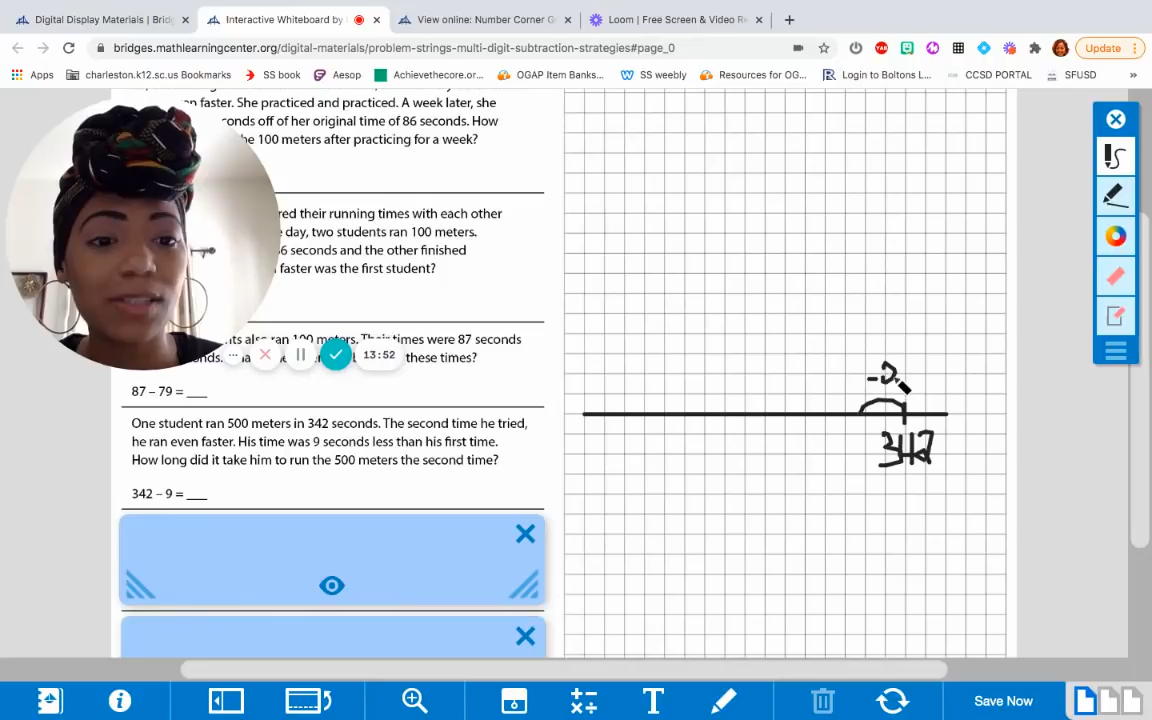 Digital Display Materials | Brid
Interactive Whiteboard by
View online: Number Corner G
Loom | Free Screen & Video Re
bridges.mathlearningcenter.org/digital-materials/problem-strings-multi-digit-subtraction-strategies#page_0
Update
Apps
charleston.k12.sc.us Bookmarks
SS book
Aesop
Achievethecore.org...
OGAP Item Banks...
SS weekly
Resources for OG...
Login to Boltons L...
CCSD PORTAL
SFUSD
»
en faster. She practiced and practiced. A week later, she
conds off of her original time of 86 seconds. How
he 100 meters after practicing for a week?
red their running times with each other
e day, two students ran 100 meters.
6 seconds and the other finished
faster was the first student?
nts also ran 100 meters. Their times were 87 seconds
these times?
13:52
87 – 79 = ___
One student ran 500 meters in 342 seconds. The second time he tried,
he ran even faster. His time was 9 seconds less than his first time.
How long did it take him to run the 500 meters the second time?
342 – 9 = ___
-2
342
Save Now